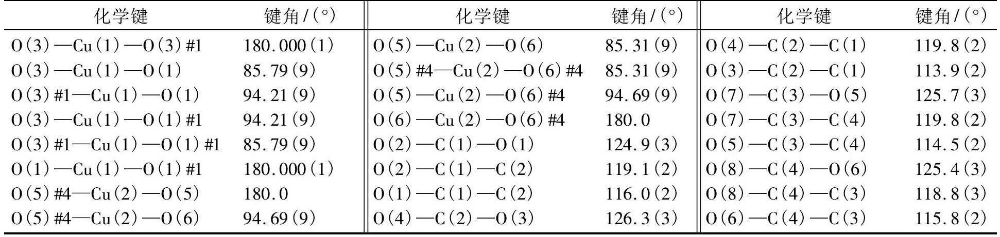 化学键 键角/(°) 化学键 键角/(°) 化学键 键角/(°)
O(3)—Cu(1)—O(3)#1 180.000(1) O(5)—Cu(2)—O(6) 85.31(9) O(4)—C(2)—C(1) 119.8(2)
O(3)—Cu(1)—O(1) 85.79(9) O(5)#4—Cu(2)—O(6)#4 85.31(9) O(3)—C(2)—C(1) 113.9(2)
O(3)#1—Cu(1)—O(1) 94.21(9) O(5)—Cu(2)—O(6)#4 94.69(9) O(7)—C(3)—O(5) 125.7(3)
O(3)—Cu(1)—O(1)#1 94.21(9) O(6)—Cu(2)—O(6)#4 180.0 O(7)—C(3)—C(4) 119.8(2)
O(3)#1—Cu(1)—O(1)#1 85.79(9) O(2)—C(1)—O(1) 124.9(3) O(5)—C(3)—C(4) 114.5(2)
O(1)—Cu(1)—O(1)#1 180.000(1) O(2)—C(1)—C(2) 119.1(2) O(8)—C(4)—O(6) 125.4(3)
O(5)#4—Cu(2)—O(5) 180.0 O(1)—C(1)—C(2) 116.0(2) O(8)—C(4)—C(3) 118.8(3)
O(5)#4—Cu(2)—O(6) 94.69(9) O(4)—C(2)—O(3) 126.3(3) O(6)—C(4)—C(3) 115.8(2)